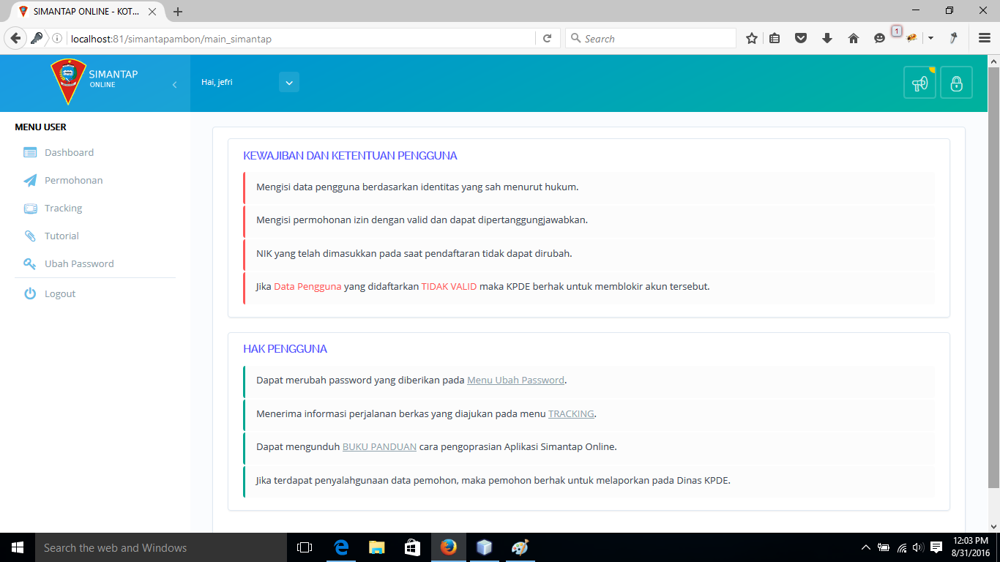 SIMANTAP ONLINE - KOT...
localhost:81/simantapambon/main_simantap
Search
1
SIMANTAP
ONLINE
Hai, jefri
MENU USER
Dashboard
Permohonan
Tracking
Tutorial
Ubah Password
Logout
KEWAJIBAN DAN KETENTUAN PENGGUNA
Mengisi data pengguna berdasarkan identitas yang sah menurut hukum.
Mengisi permohonan izin dengan valid dan dapat dipertanggungjawabkan.
NIK yang telah dimasukkan pada saat pendaftaran tidak dapat dirubah.
Jika Data Pengguna yang didaftarkan TIDAK VALID maka KPDE berhak untuk memblokir akun tersebut.
HAK PENGGUNA
Dapat merubah password yang diberikan pada Menu Ubah Password.
Menerima informasi perjalanan berkas yang diajukan pada menu TRACKING.
Dapat mengunduh BUKU PANDUAN cara pengoprasian Aplikasi Simantap Online.
Jika terdapat penyalahgunaan data pemohon, maka pemohon berhak untuk melaporkan pada Dinas KPDE.
Search the web and Windows
12:03 PM
8/31/2016